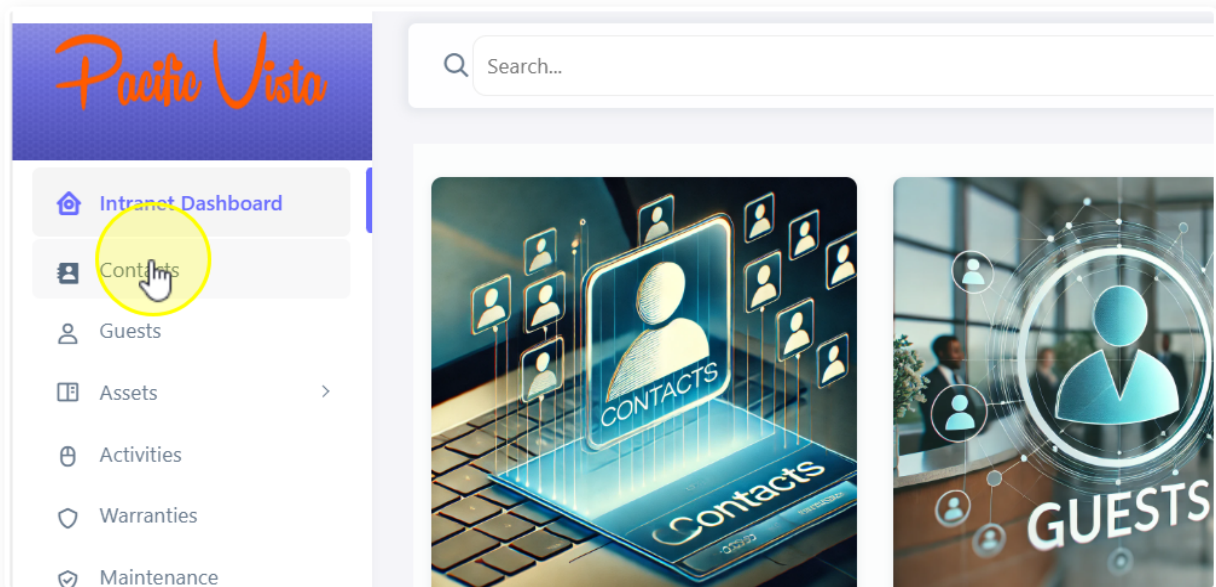 Pacific Vista
Search...
Intranet Dashboard
Contacts
Guests
Assets
Activities
Warranties
Maintenance
CONTACTS
Contacts
GUESTS